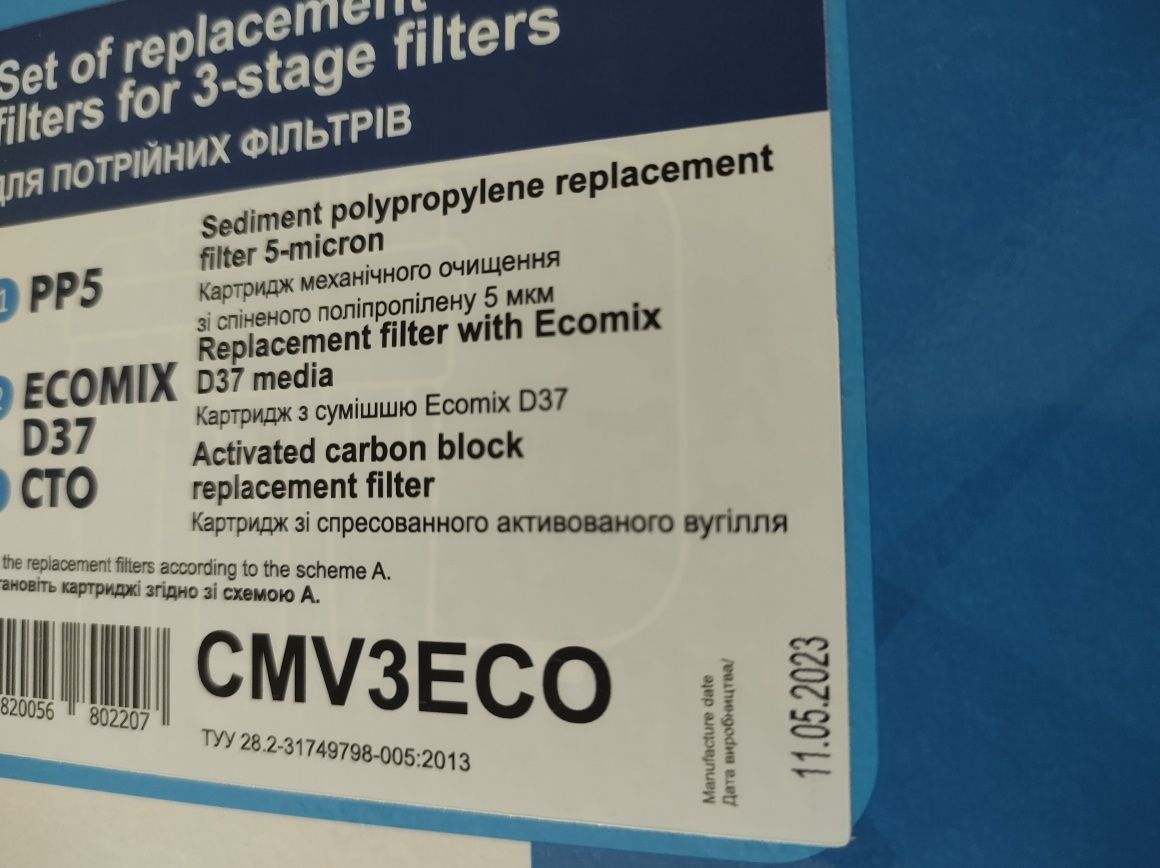 Set of replacement
filters for 3-stage filters
ДЛЯ ПОТРІЙНИХ ФІЛЬТРІВ
1 PP5
Sediment polypropylene replacement
filter 5-micron
Картридж механічного очищення
зі спіненого поліпропілену 5 мкм
2 ECOMIX
D37
Replacement filter with Ecomix
D37 media
Картридж з сумішшю Ecomix D37
CTO
Activated carbon block
replacement filter
Картридж зі спресованного активованого вугілля
the replacement filters according to the scheme A.
картриджі згідно зі схемою А.
820056 802207
CMV3ECO
ТУУ 28.2-31749798-005:2013
Manufacture date
Дата виробництва/
11.05.2023